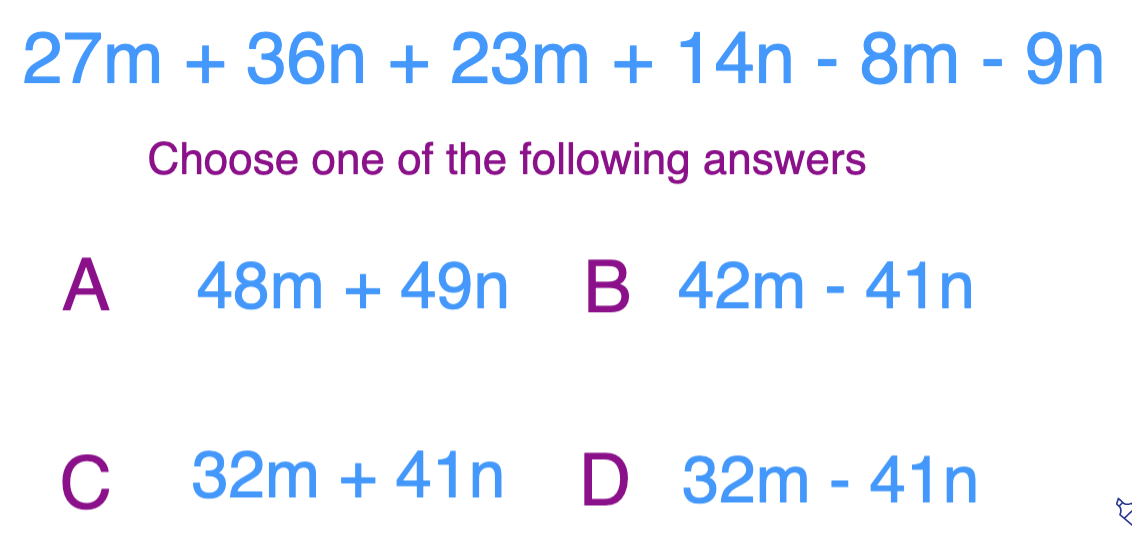 27m + 36n + 23m + 14n - 8m - 9n
Choose one of the following answers
A 48m + 49n B 42m - 41n
C 32m + 41n D 32m - 41n